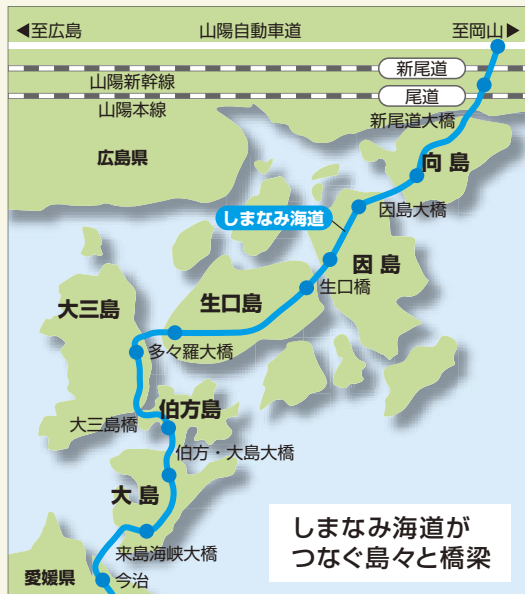 ◀至広島
山陽自動車道
至岡山▶
新尾道
山陽新幹線
尾道
山陽本線
新尾道大橋
広島県
向島
因島大橋
しまなみ海道
因島
生口橋
生口島
大三島
多々羅大橋
伯方島
大三島橋
伯方・大島大橋
大島
来島海峡大橋
愛媛県
今治
しまなみ海道が
つなぐ島々と橋梁